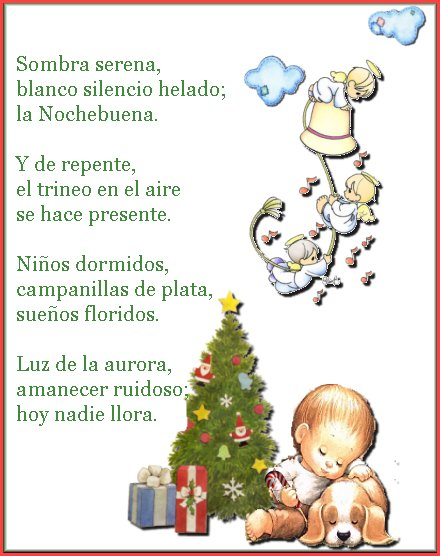 Sombra serena,
blanco silencio helado;
la Nochebuena.

Y de repente,
el trineo en el aire
se hace presente.

Niños dormidos,
campanillas de plata,
sueños floridos.

Luz de la aurora,
amanecer ruidoso;
hoy nadie llora.